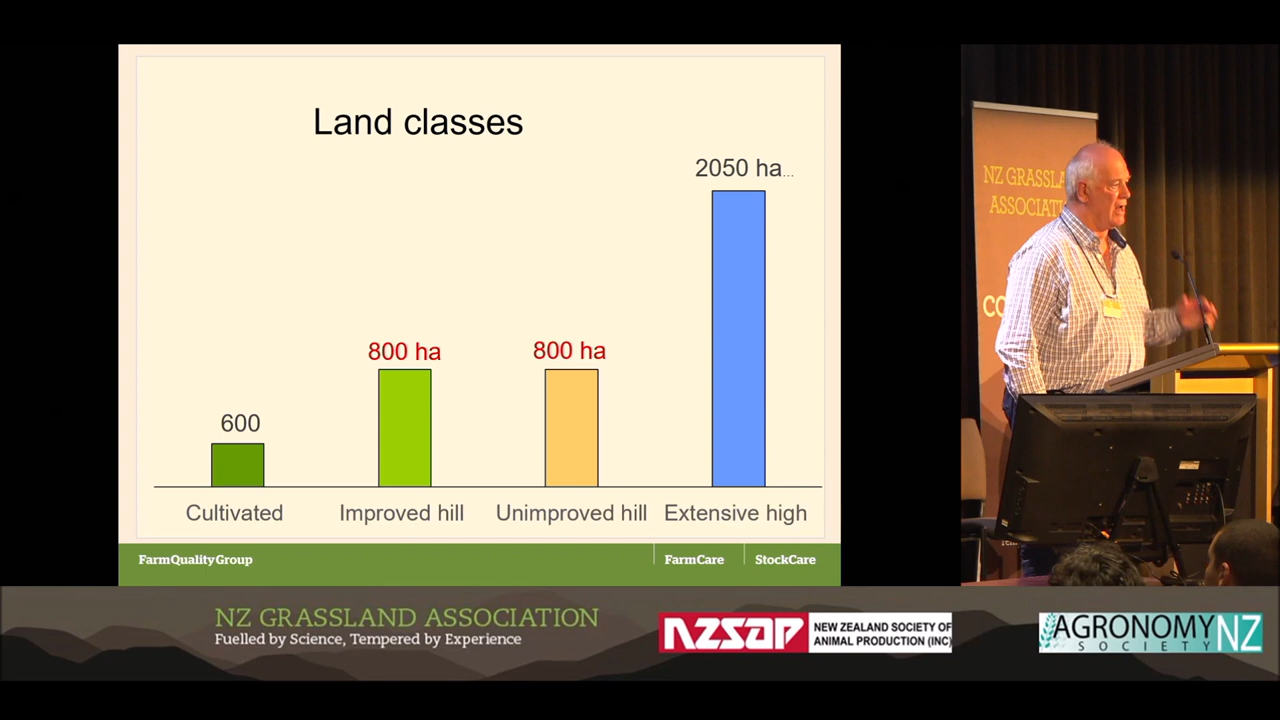 Land classes
2050 ha...
800 ha
800 ha
600
Cultivated
Improved hill
Unimproved hill
Extensive high
FarmQualityGroup
FarmCare
StockCare
NZ GRASSLA
ASSOCIATI
CO
NZ GRASSLAND ASSOCIATION
Fuelled by Science, Tempered by Experience
NZSAP
NEW ZEALAND SOCIETY OF
ANIMAL PRODUCTION (INC)
AGRONOMY NZ
SOCIETY